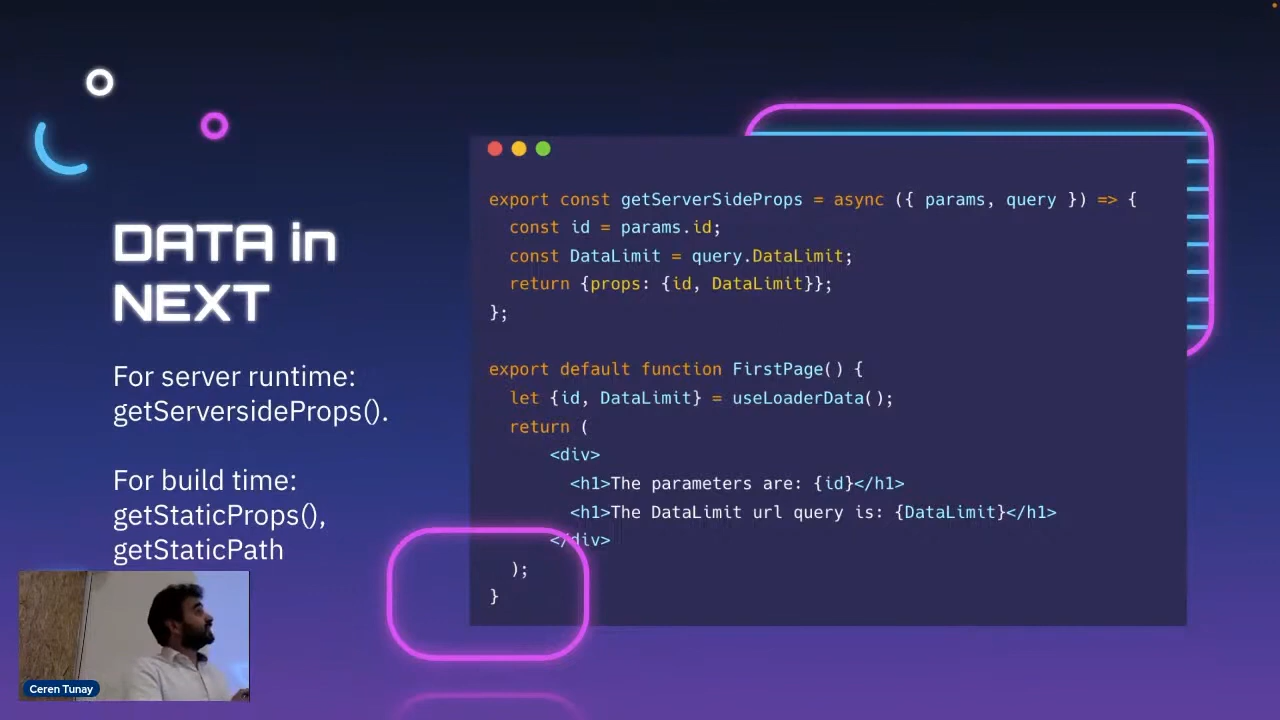 DATA in
NEXT
For server runtime:
getServersideProps().
For build time:
getStaticProps(),
getStaticPath
export const getServerSideProps = async ({ params, query }) => {
  const id = params.id;
  const DataLimit = query.DataLimit;
  return {props: {id, DataLimit}};
};
export default function FirstPage() {
  let {id, DataLimit} = useLoaderData();
  return (
      <div>
        <h1>The parameters are: {id}</h1>
        <h1>The DataLimit url query is: {DataLimit}</h1>
      </div>
  );
}
Ceren Tunay